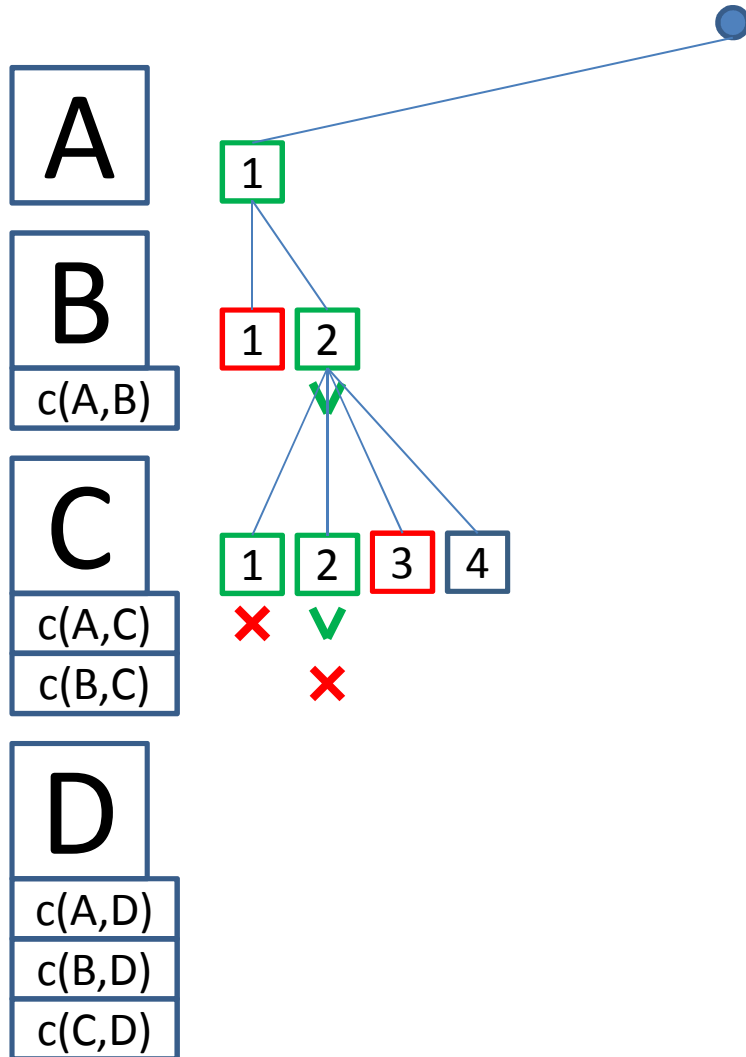 A
1
B
1 2
c(A,B)
C
1 2 3 4
c(A,C)
c(B,C)
D
c(A,D)
c(B,D)
c(C,D)